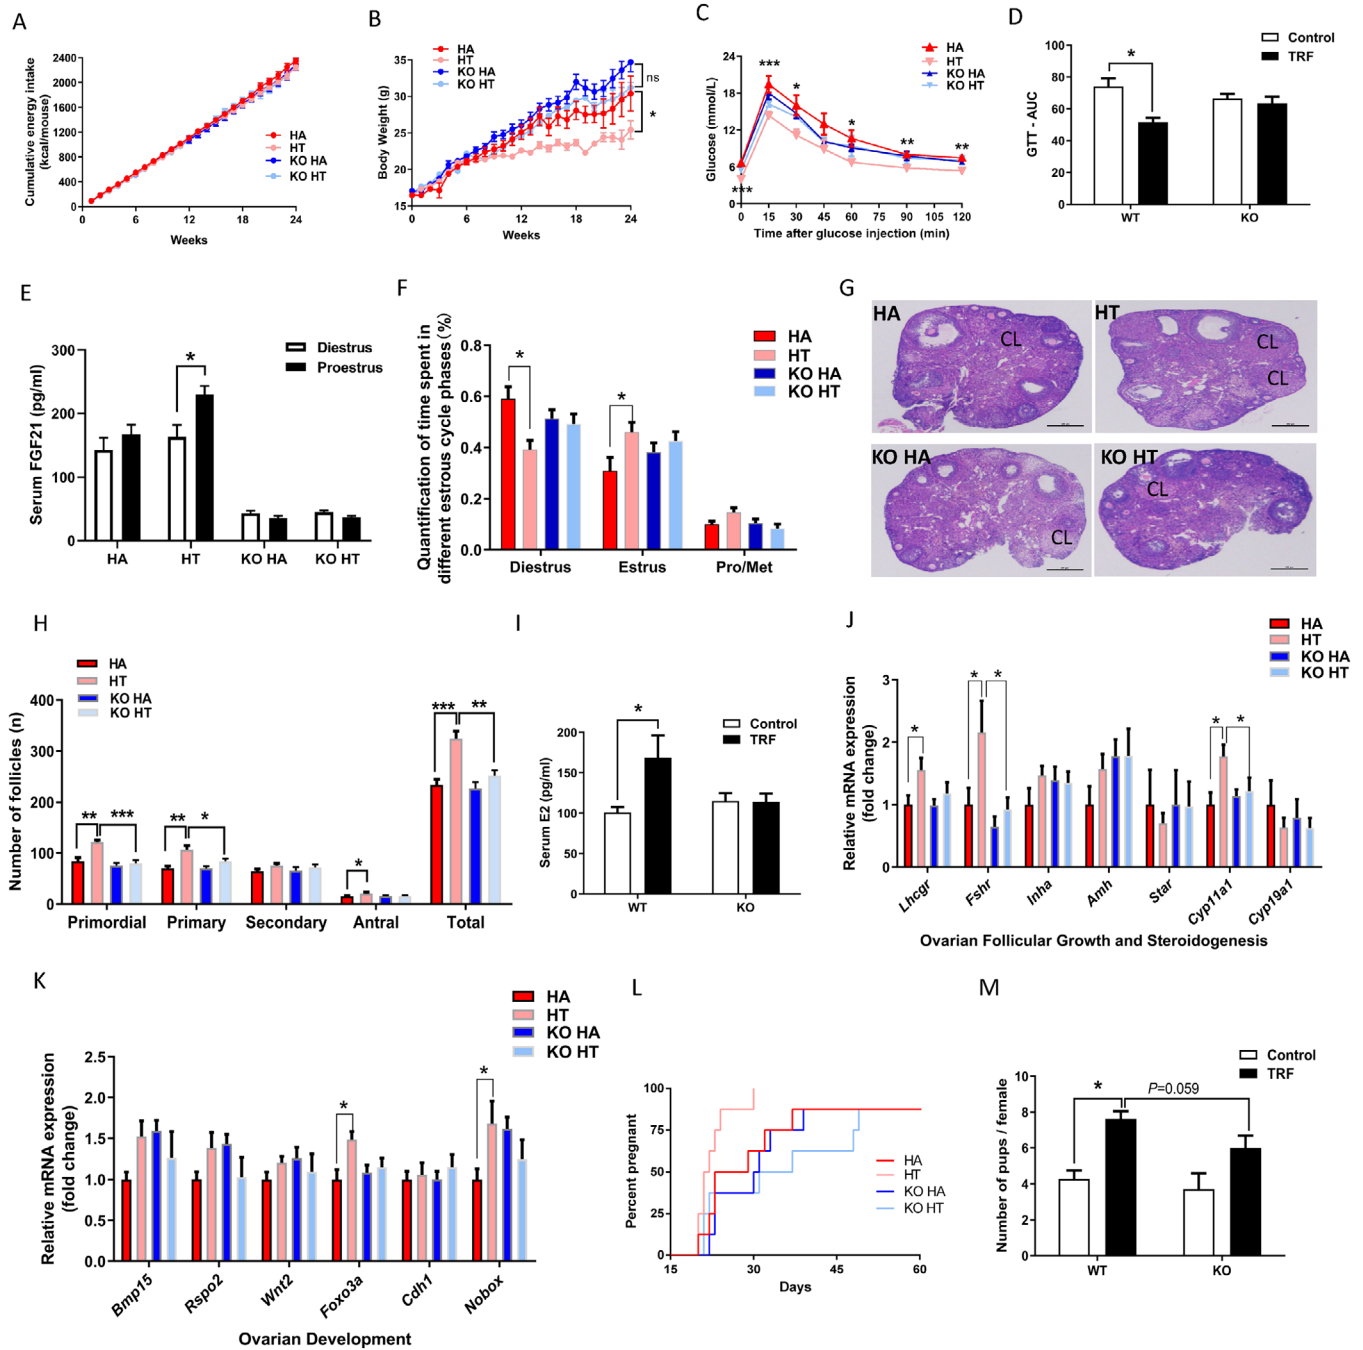 A
Cumulative energy intake
(kcal/mouse)
2400
2000
1600
1200
800
400
0
0
6
12
18
24
Weeks
HA
HT
KO HA
KO HT
B
Body Weight (g)
35
30
25
20
15
0
6
12
18
24
Weeks
HA
HT
KO HA
KO HT
ns
*
C
Glucose (mmol/L)
24
18
12
6
0
0
15
30
45
60
75
90
105
120
Time after glucose injection (min)
HA
HT
KO HA
KO HT
***
***
*
*
**
**
D
GTT - AUC
100
80
60
40
20
0
WT
KO
Control
TRF
*
E
Serum FGF21 (pg/ml)
300
200
100
0
HA
HT
KO HA
KO HT
Diestrus
Proestrus
*
F
Quantification of time spent in
different estrous cycle phases(%)
0.8
0.6
0.4
0.2
0.0
Diestrus
Estrus
Pro/Met
HA
HT
KO HA
KO HT
*
*
G
HA
CL
HT
CL
CL
KO HA
CL
KO HT
CL
H
Number of follicles (n)
400
300
200
100
0
Primordial
Primary
Secondary
Antral
Total
HA
HT
KO HA
KO HT
**
***
**
*
*
***
**
I
Serum E2 (pg/ml)
200
150
100
50
0
WT
KO
Control
TRF
*
J
Relative mRNA expression
(fold change)
3
2
1
0
Lhcgr
Fshr
Inha
Amh
Star
Cyp11a1
Cyp19a1
Ovarian Follicular Growth and Steroidogenesis
HA
HT
KO HA
KO HT
*
*
*
*
*
K
Relative mRNA expression
(fold change)
2.5
2.0
1.5
1.0
0.5
0.0
Bmp15
Rspo2
Wnt2
Foxo3a
Cdh1
Nobox
Ovarian Development
HA
HT
KO HA
KO HT
*
*
L
Percent pregnant
100
75
50
25
0
15
30
45
60
Days
HA
HT
KO HA
KO HT
M
Number of pups / female
10
8
6
4
2
0
WT
KO
Control
TRF
*
P=0.059